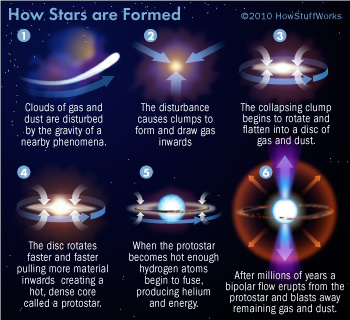 How Stars are Formed
©2010 HowStuffWorks
1
Clouds of gas and
dust are disturbed
by the gravity of a
nearby phenomena.
2
The disturbance
causes clumps to
form and draw gas
inwards
3
The collapsing clump
begins to rotate and
flatten into a disc of
gas and dust.
4
The disc rotates
faster and faster
pulling more material
inwards creating a
hot, dense core
called a protostar.
5
When the protostar
becomes hot enough
hydrogen atoms
begin to fuse,
producing helium
and energy.
6
After millions of years a
bipolar flow erupts from the
protostar and blasts away
remaining gas and dust.